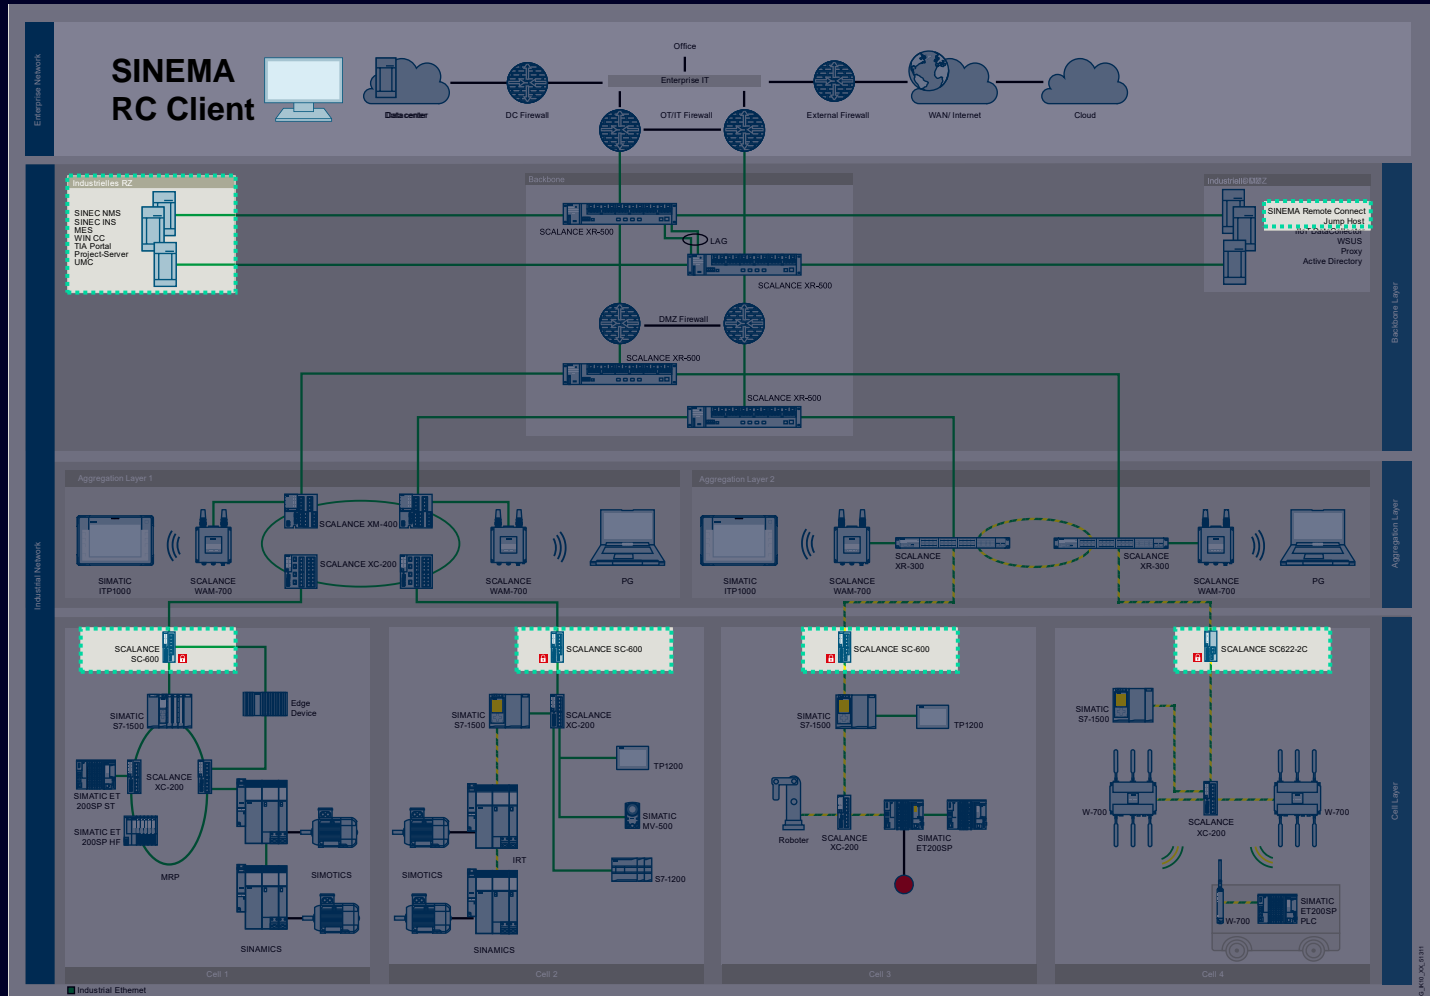 Enterprise Network
SINEMA
RC Client
Datacenter
DC Firewall
Office
Enterprise IT
OT/IT Firewall
External Firewall
WAN/ Internet
Cloud
Industrial Network
Industrielles RZ
SINEC NMS
SINEC INS
MES
WIN CC
TIA Portal
Project-Server
UMC
Backbone
SCALANCE XR-500
LAG
SCALANCE XR-500
DMZ Firewall
SCALANCE XR-500
SCALANCE XR-500
SINEMA Remote Connect
Jump Host
IIoT DataCollector
WSUS
Proxy
Active Directory
Backbone Layer
Aggregation Layer 1
SIMATIC
ITP1000
SCALANCE
WAM-700
SCALANCE XM-400
SCALANCE XC-200
SCALANCE
WAM-700
PG
Aggregation Layer 2
SIMATIC
ITP1000
SCALANCE
WAM-700
SCALANCE
XR-300
SCALANCE
XR-300
SCALANCE
WAM-700
PG
Aggregation Layer
SCALANCE
SC-600
SIMATIC
S7-1500
Edge
Device
SCALANCE
XC-200
SIMATIC ET
200SP ST
SIMATIC ET
200SP HF
MRP
SIMOTICS
SINAMICS
Cell 1
SCALANCE SC-600
SIMATIC
S7-1500
SCALANCE
XC-200
TP1200
SIMATIC
MV-500
IRT
S7-1200
SIMOTICS
SINAMICS
Cell 2
SCALANCE SC-600
SIMATIC
S7-1500
TP1200
Roboter
SCALANCE
XC-200
SIMATIC
ET200SP
Cell 3
SCALANCE SC622-2C
SIMATIC
S7-1500
W-700
SCALANCE
XC-200
W-700
W-700
SIMATIC
ET200SP
PLC
Cell 4
Cell Layer
Industrial Ethernet